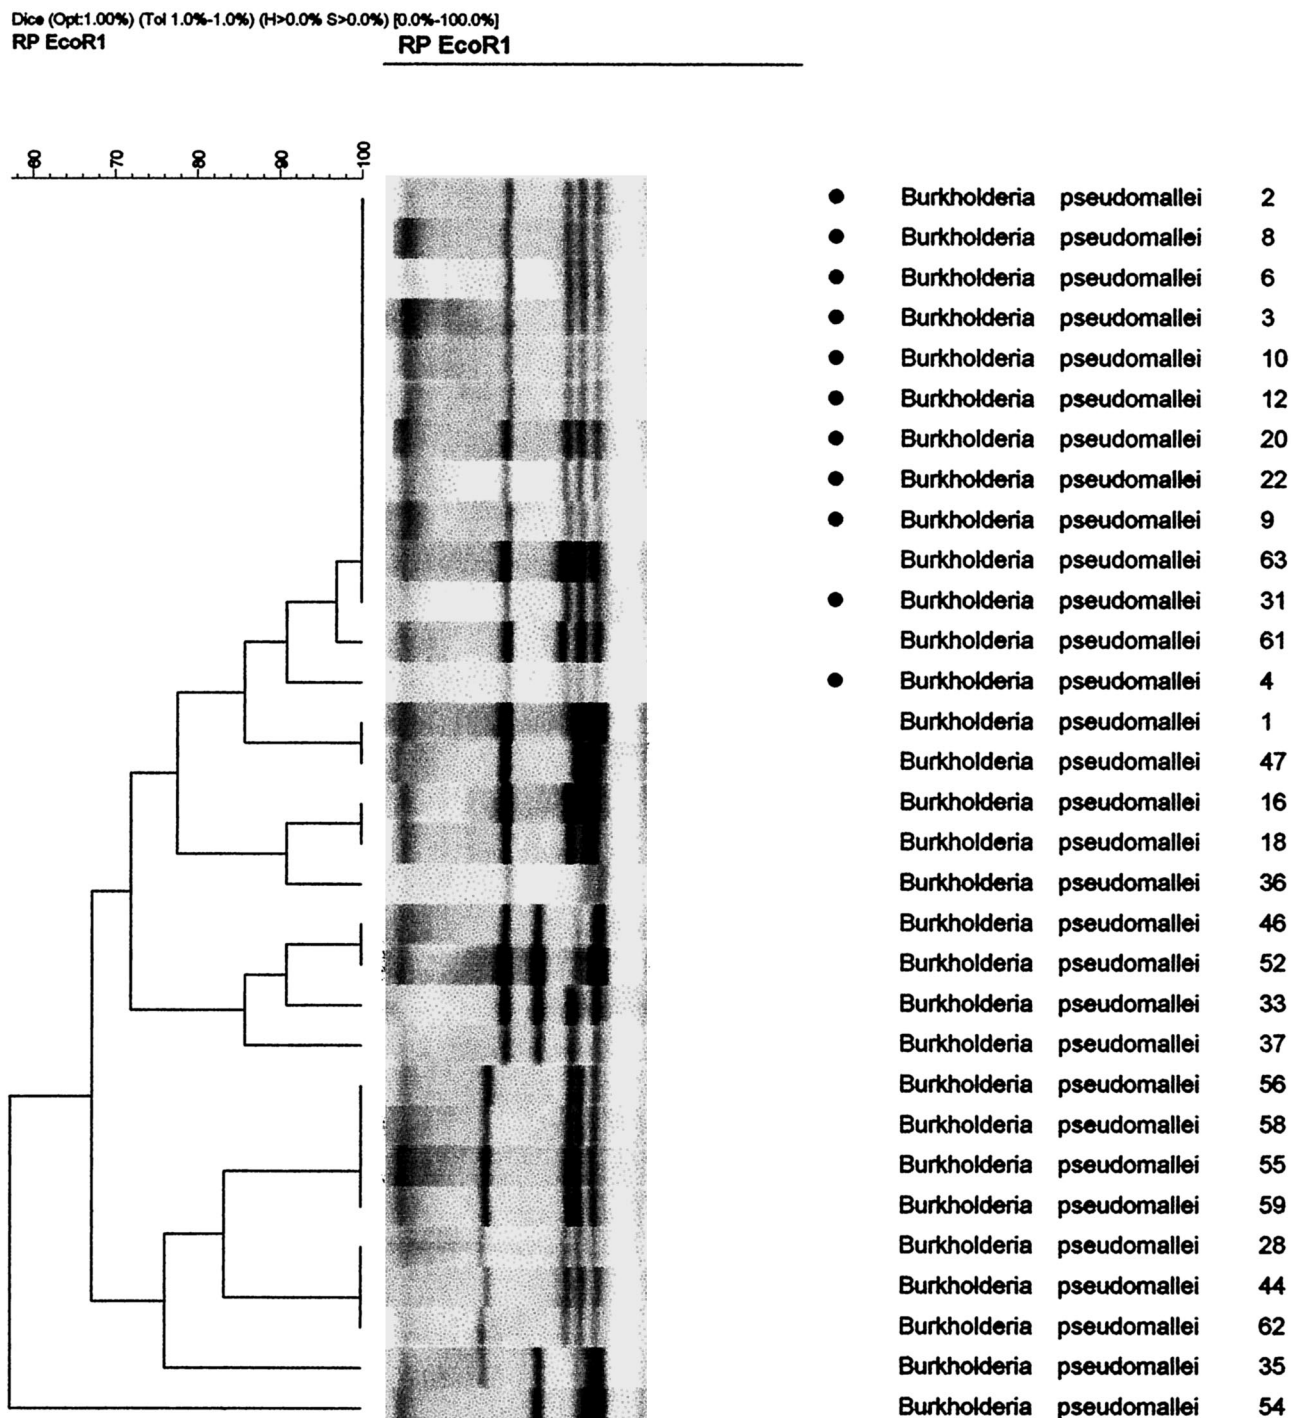 Dice (Opt:1.00%) (Tol 1.0%-1.0%) (H>0.0% S>0.0%) [0.0%-100.0%]
RP EcoR1 RP EcoR1
60 70 80 90 100
Burkholderia pseudomallei 2
Burkholderia pseudomallei 8
Burkholderia pseudomallei 6
Burkholderia pseudomallei 3
Burkholderia pseudomallei 10
Burkholderia pseudomallei 12
Burkholderia pseudomallei 20
Burkholderia pseudomallei 22
Burkholderia pseudomallei 9
Burkholderia pseudomallei 63
Burkholderia pseudomallei 31
Burkholderia pseudomallei 61
Burkholderia pseudomallei 4
Burkholderia pseudomallei 1
Burkholderia pseudomallei 47
Burkholderia pseudomallei 16
Burkholderia pseudomallei 18
Burkholderia pseudomallei 36
Burkholderia pseudomallei 46
Burkholderia pseudomallei 52
Burkholderia pseudomallei 33
Burkholderia pseudomallei 37
Burkholderia pseudomallei 56
Burkholderia pseudomallei 58
Burkholderia pseudomallei 55
Burkholderia pseudomallei 59
Burkholderia pseudomallei 28
Burkholderia pseudomallei 44
Burkholderia pseudomallei 62
Burkholderia pseudomallei 35
Burkholderia pseudomallei 54